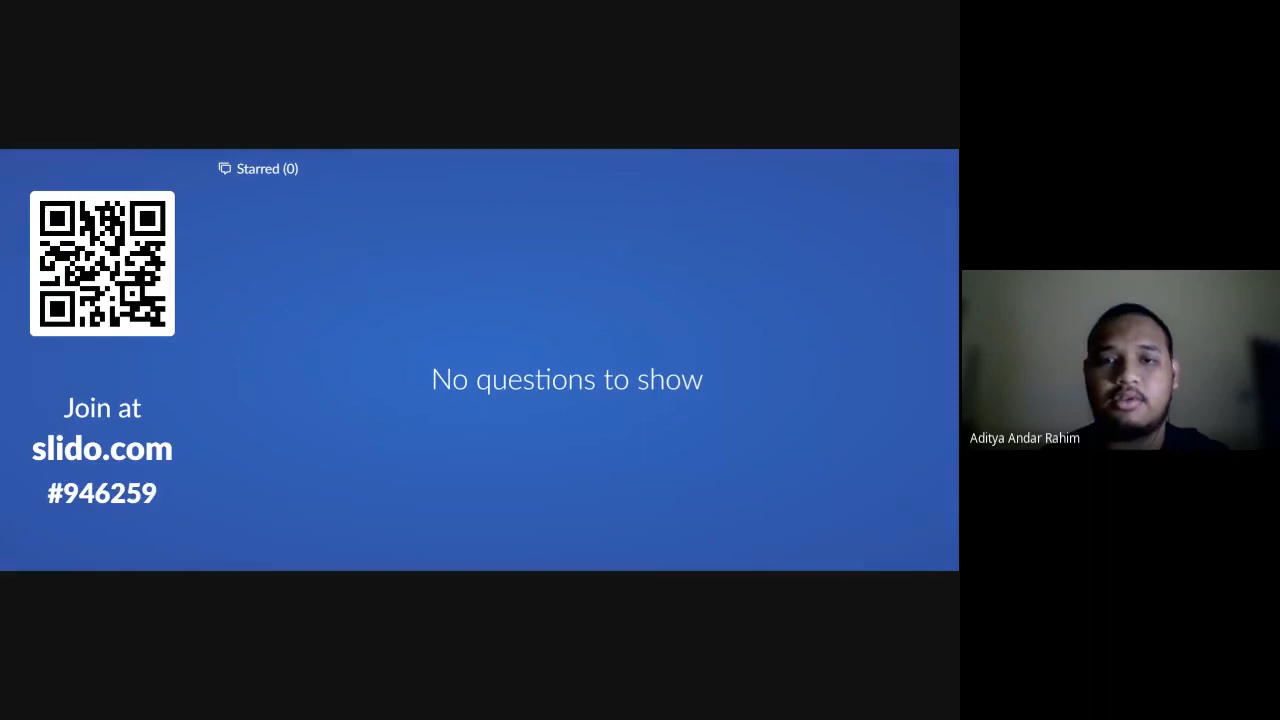 Starred (0)
Join at
slido.com
#946259
No questions to show
Aditya Andar Rahim